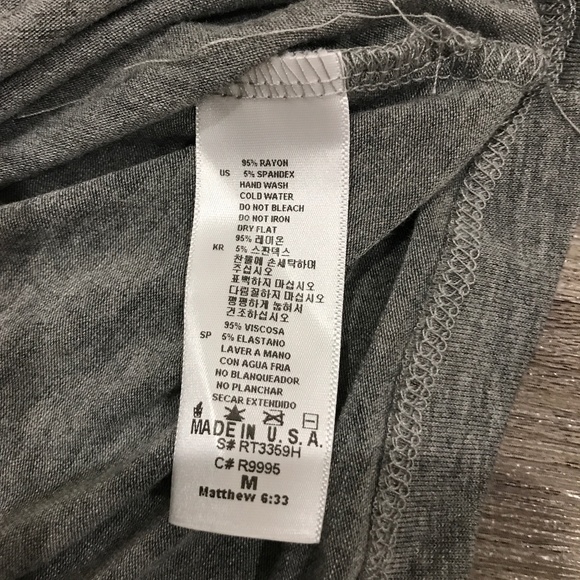 95% RAYON
US 5% SPANDEX
HAND WASH
COLD WATER
DO NOT BLEACH
DO NOT IRON
DRY FLAT
95% 레미온
KR 5% 스판덱스
찬물에 손세탁하며
주십시오
표백하지 마십시오
다림질하지 마십시오
평평하게 놓혀서
건조하십시오
95% VISCOSA
SP 5% ELASTANO
LAVER A MANO
CON AGUA FRIA
NO BLANQUEADOR
NO PLANCHAR
SECAR EXTENDIDO
MADE IN U.S.A.
S# RT3359H
C# R9995
M
Matthew 6:33